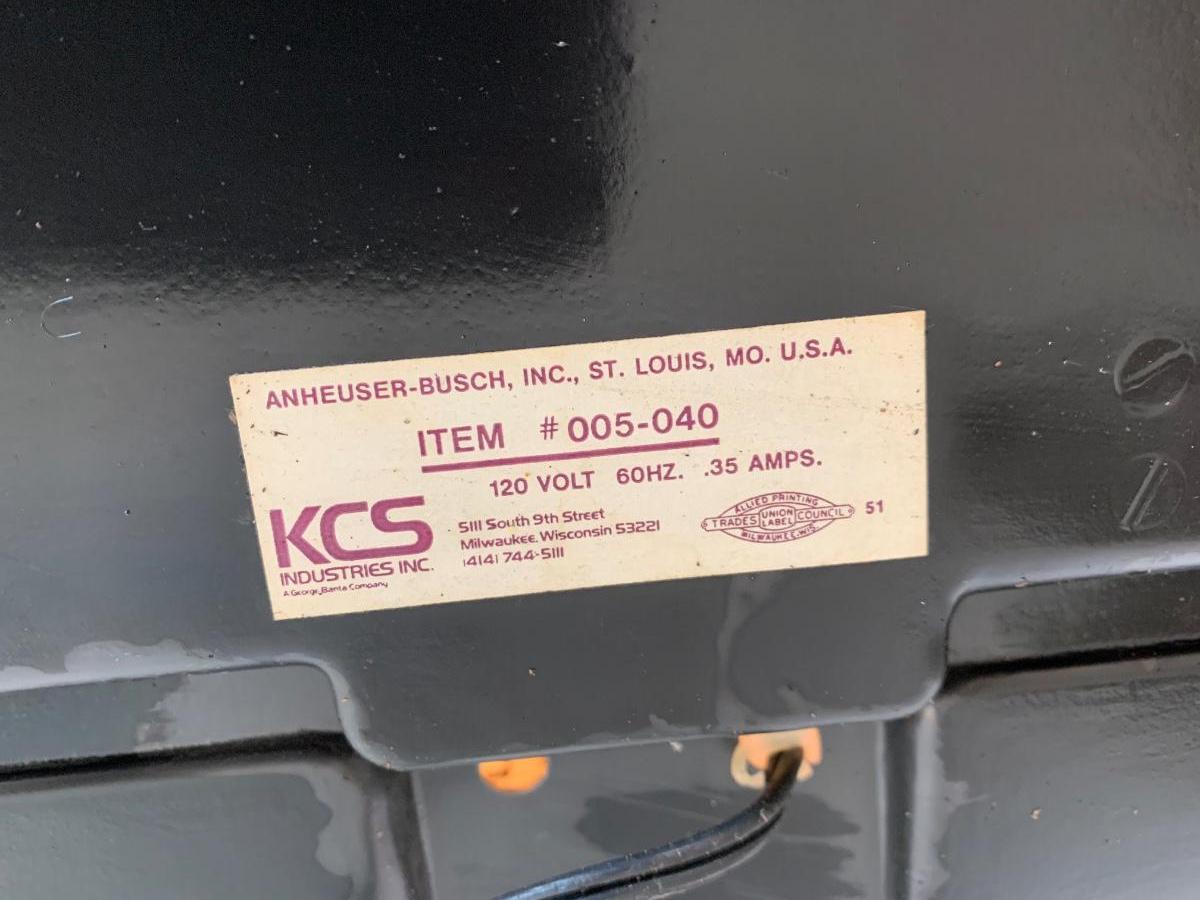 ANHEUSER-BUSCH, INC., ST. LOUIS, MO. U.S.A.
ITEM #005-040
120 VOLT 60HZ. .35 AMPS.
KCS
INDUSTRIES INC.
A George Banta Company
5111 South 9th Street
Milwaukee, Wisconsin 53221
(414) 744-5111
ALLIED PRINTING
TRADES UNION LABEL COUNCIL
MILWAUKEE, WIS.
51